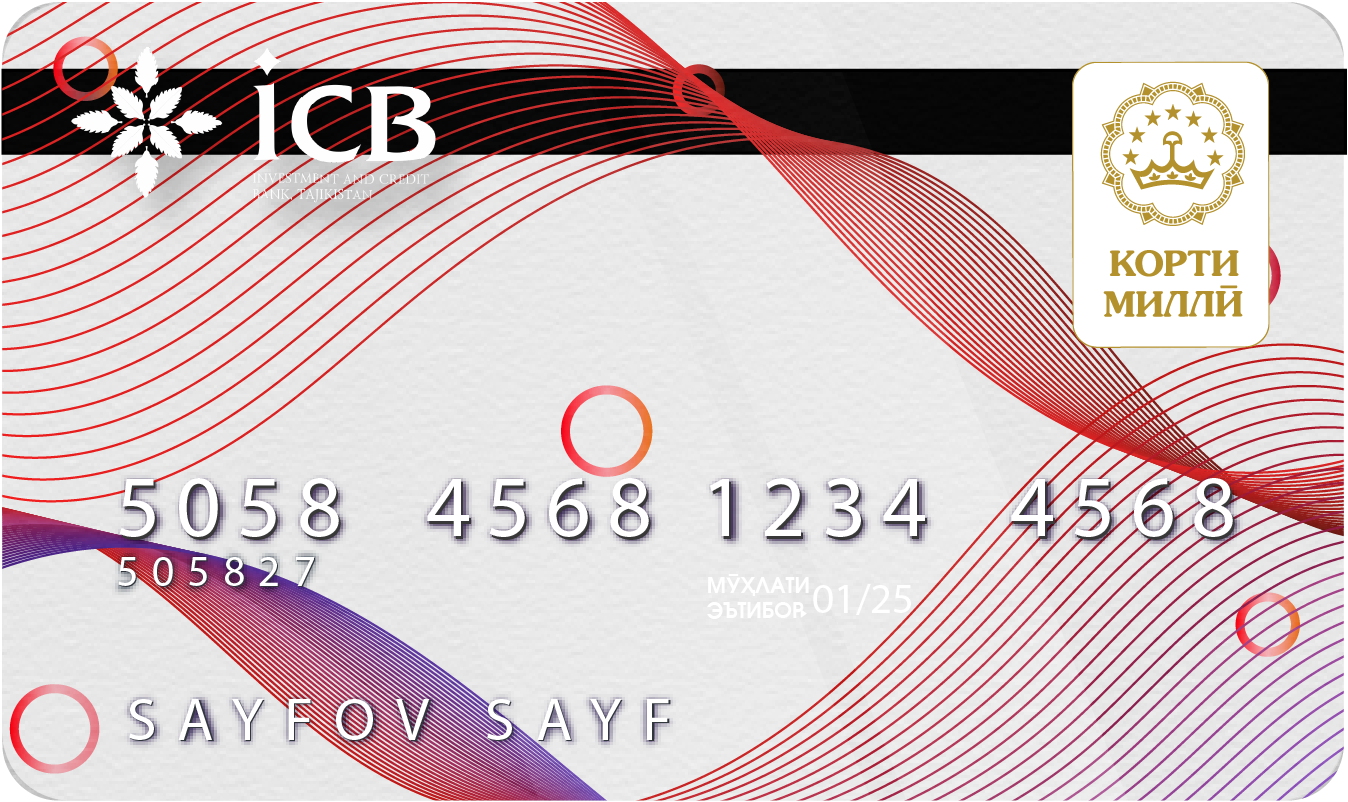 ICB
INVESTMENT AND CREDIT
BANK, TAJIKISTAN
КОРТИ
МИЛЛӢ
5058 4568 1234 4568
505827
МӮҲЛАТИ
ЭЪТИБОР 01/25
SAYFOV SAYF